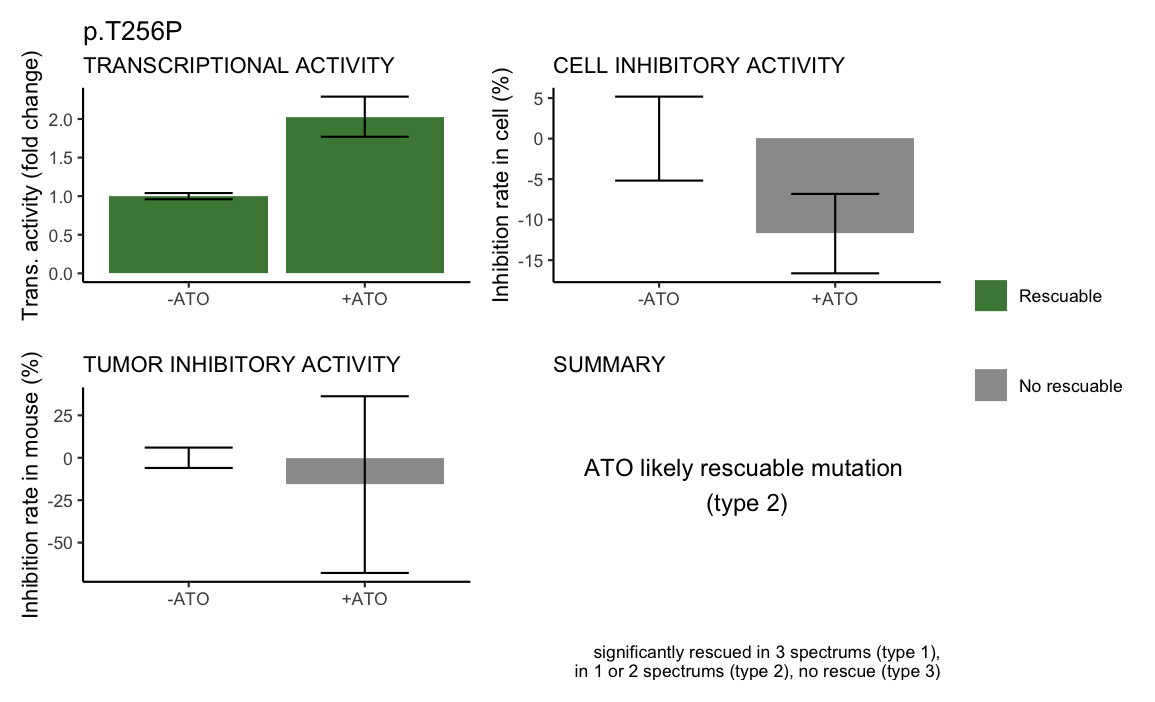 p.T256P
TRANSCRIPTIONAL ACTIVITY
Trans. activity (fold change)
2.0
1.5
1.0
0.5
0.0
-ATO
+ATO
CELL INHIBITORY ACTIVITY
Inhibition rate in cell (%)
5
0
-5
-10
-15
-ATO
+ATO
Rescuable
No rescuable
TUMOR INHIBITORY ACTIVITY
Inhibition rate in mouse (%)
25
0
-25
-50
-ATO
+ATO
SUMMARY
ATO likely rescuable mutation
(type 2)
significantly rescued in 3 spectrums (type 1),
in 1 or 2 spectrums (type 2), no rescue (type 3)